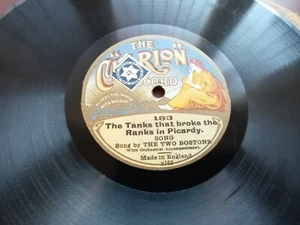 THE
"CLARION"
RECORD
183
The Tanks that broke the
Ranks in Picardy.
SONG
Sung by THE TWO BOSTONS
With Orchestral Accompaniment.
Made in England